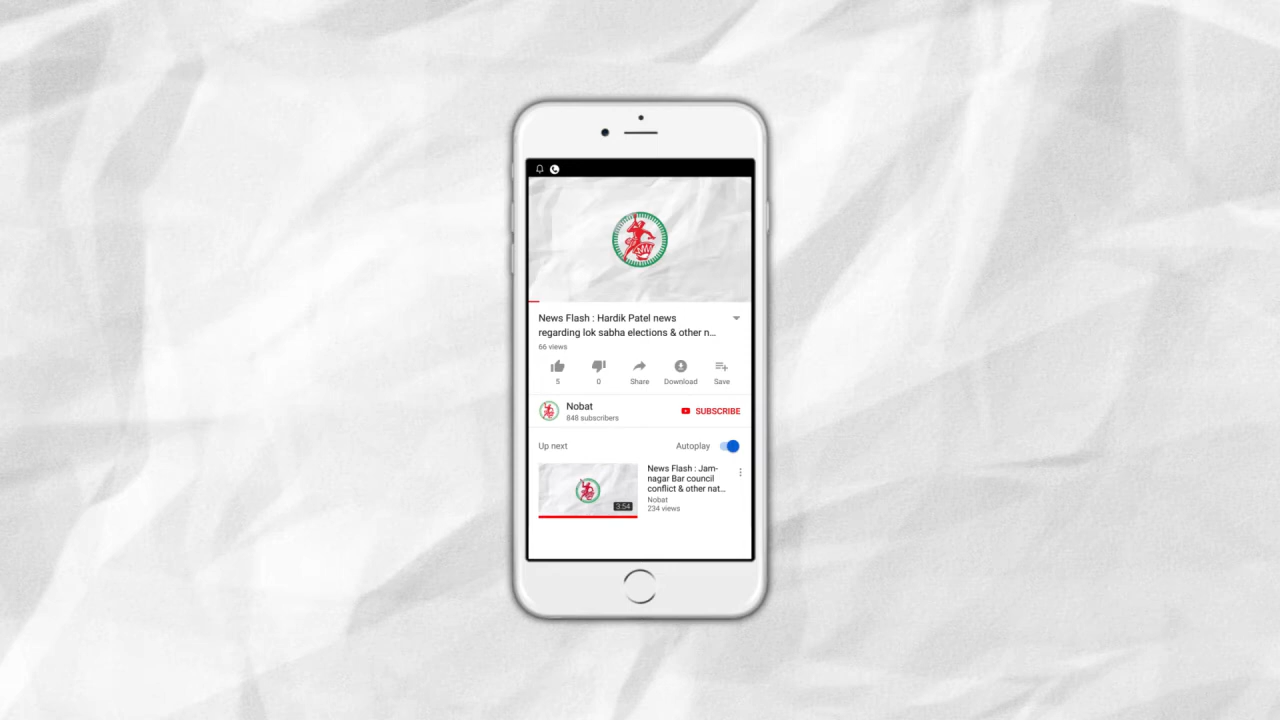 News Flash : Hardik Patel news
regarding lok sabha elections & other n...
66 views
5
0
Share
Download
Save
Nobat
848 subscribers
SUBSCRIBE
Up next
Autoplay
3:54
News Flash : Jam-
nagar Bar council
conflict & other nat...
Nobat
234 views